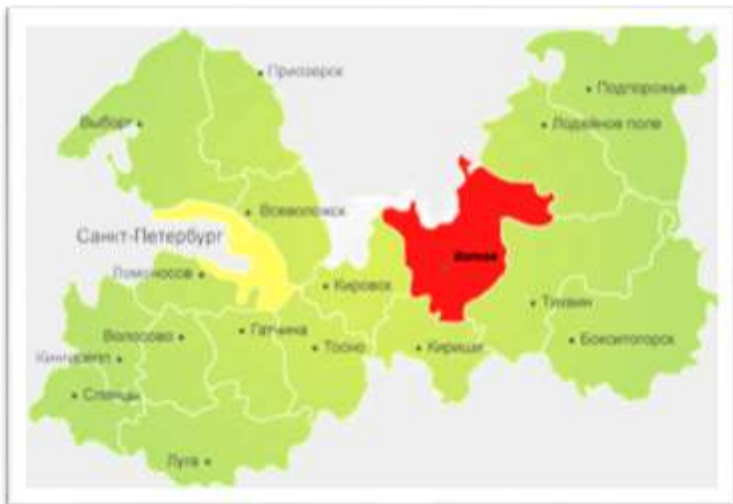 Приозерск
Подпорожье
Выборг
Лодейное поле
Всеволожск
Санкт-Петербург
Ломоносов
Кировск
Волхов
Тихвин
Гатчина
Волосово
Тосно
Кириши
Бокситогорск
Кингисепп
Сланцы
Луга